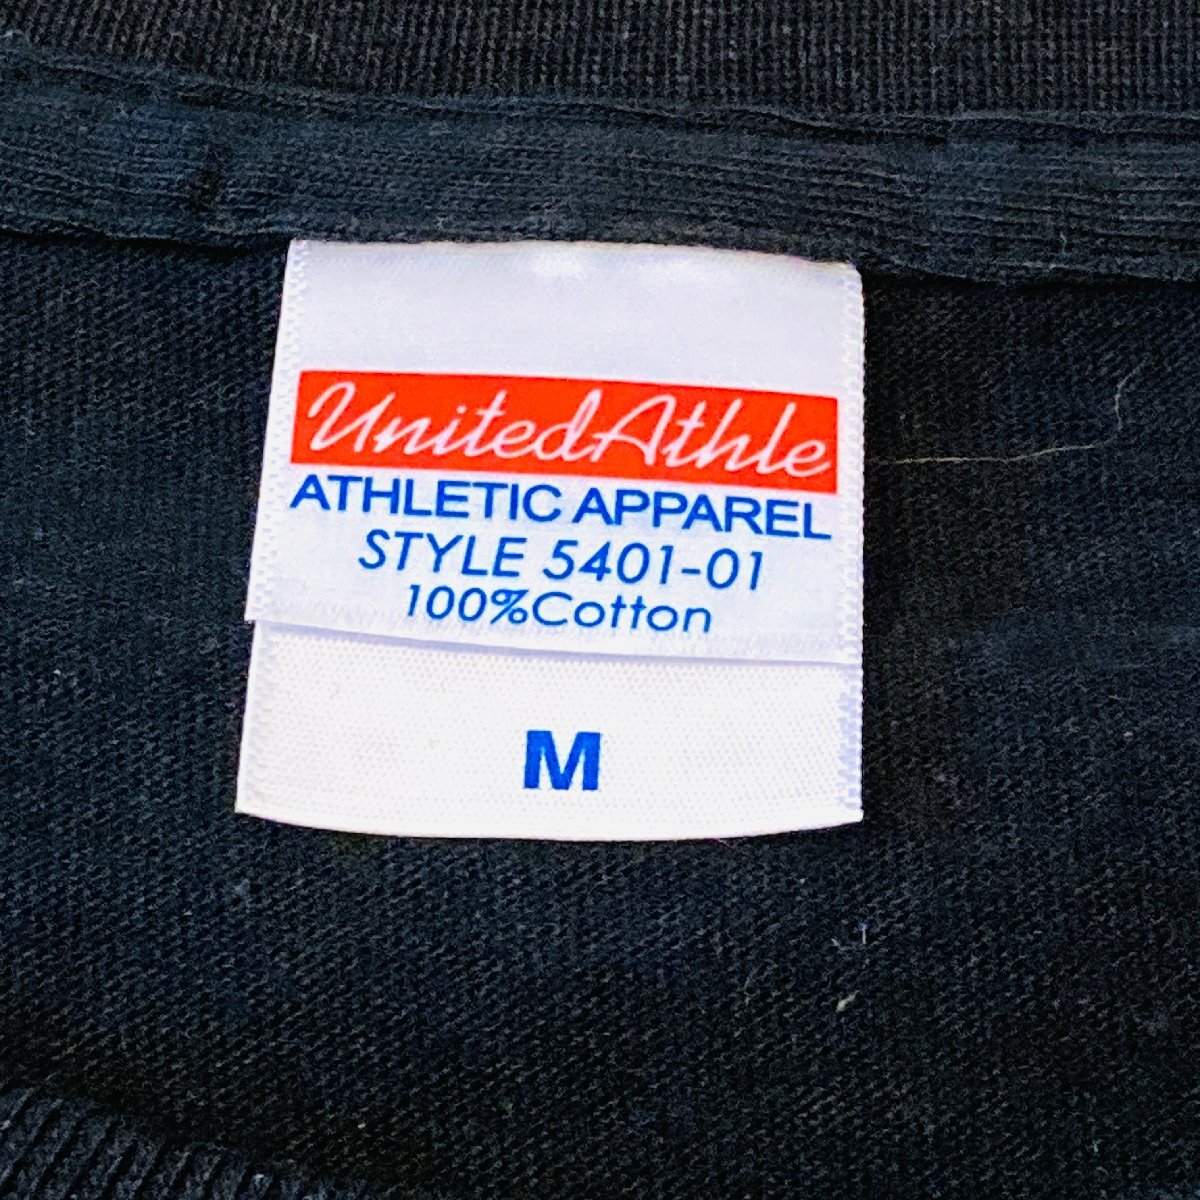 UnitedAthle
ATHLETIC APPAREL
STYLE 5401-01
100%Cotton
M